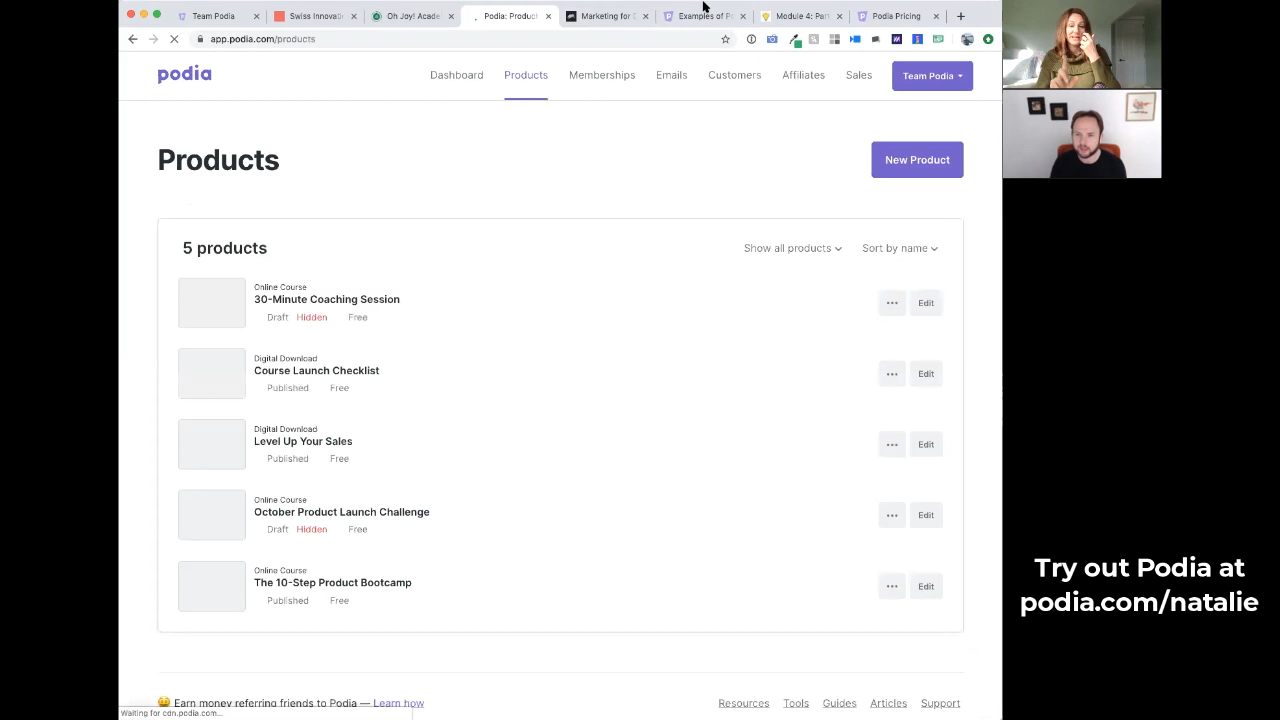 Team Podia
Swiss Innovati
Oh Joy! Acade
Podia: Product
Marketing for C
Examples of Po
Module 4: Part
Podia Pricing
app.podia.com/products
podia
Dashboard
Products
Memberships
Emails
Customers
Affiliates
Sales
Team Podia
Products
New Product
5 products
Show all products
Sort by name
Online Course
30-Minute Coaching Session
Draft Hidden Free
... Edit
Digital Download
Course Launch Checklist
Published Free
... Edit
Digital Download
Level Up Your Sales
Published Free
... Edit
Online Course
October Product Launch Challenge
Draft Hidden Free
... Edit
Online Course
The 10-Step Product Bootcamp
Published Free
... Edit
Earn money referring friends to Podia — Learn how
Resources
Tools
Guides
Articles
Support
Waiting for cdn.podia.com...
Try out Podia at
podia.com/natalie